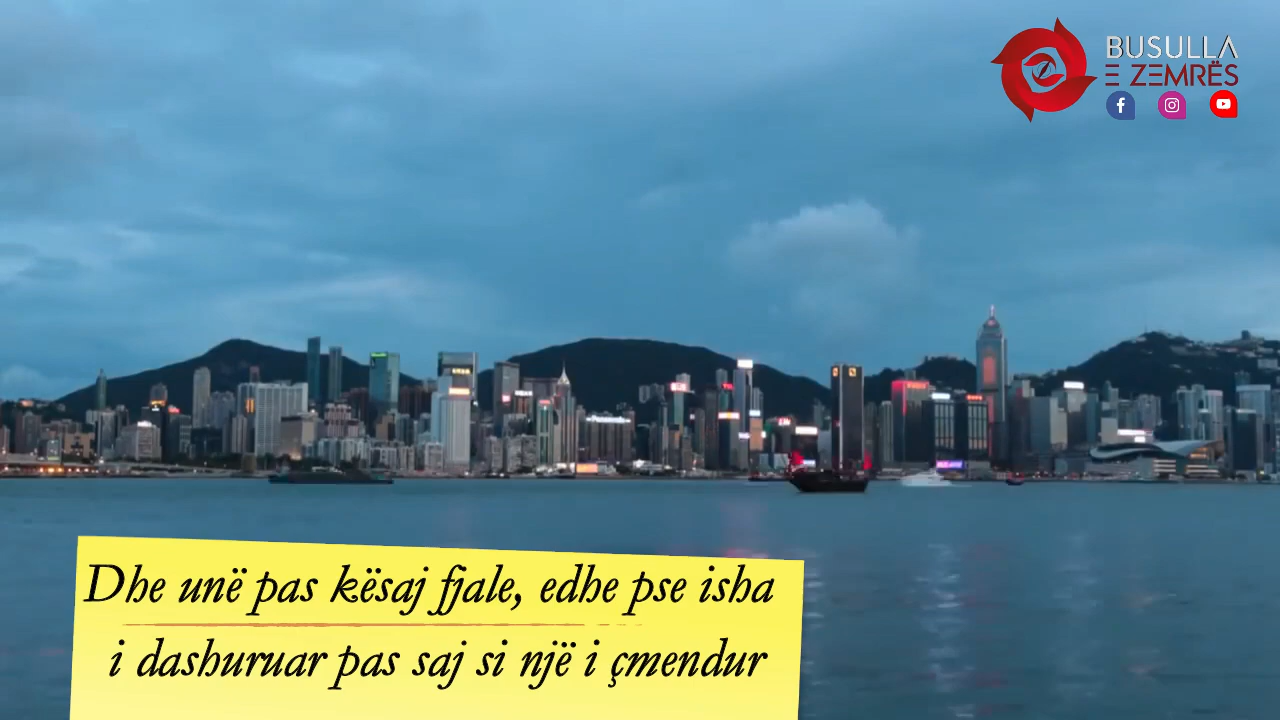 BUSULLA
E ZEMRËS
Dhe unë pas kësaj fjale, edhe pse isha
i dashuruar pas saj si një i çmendur